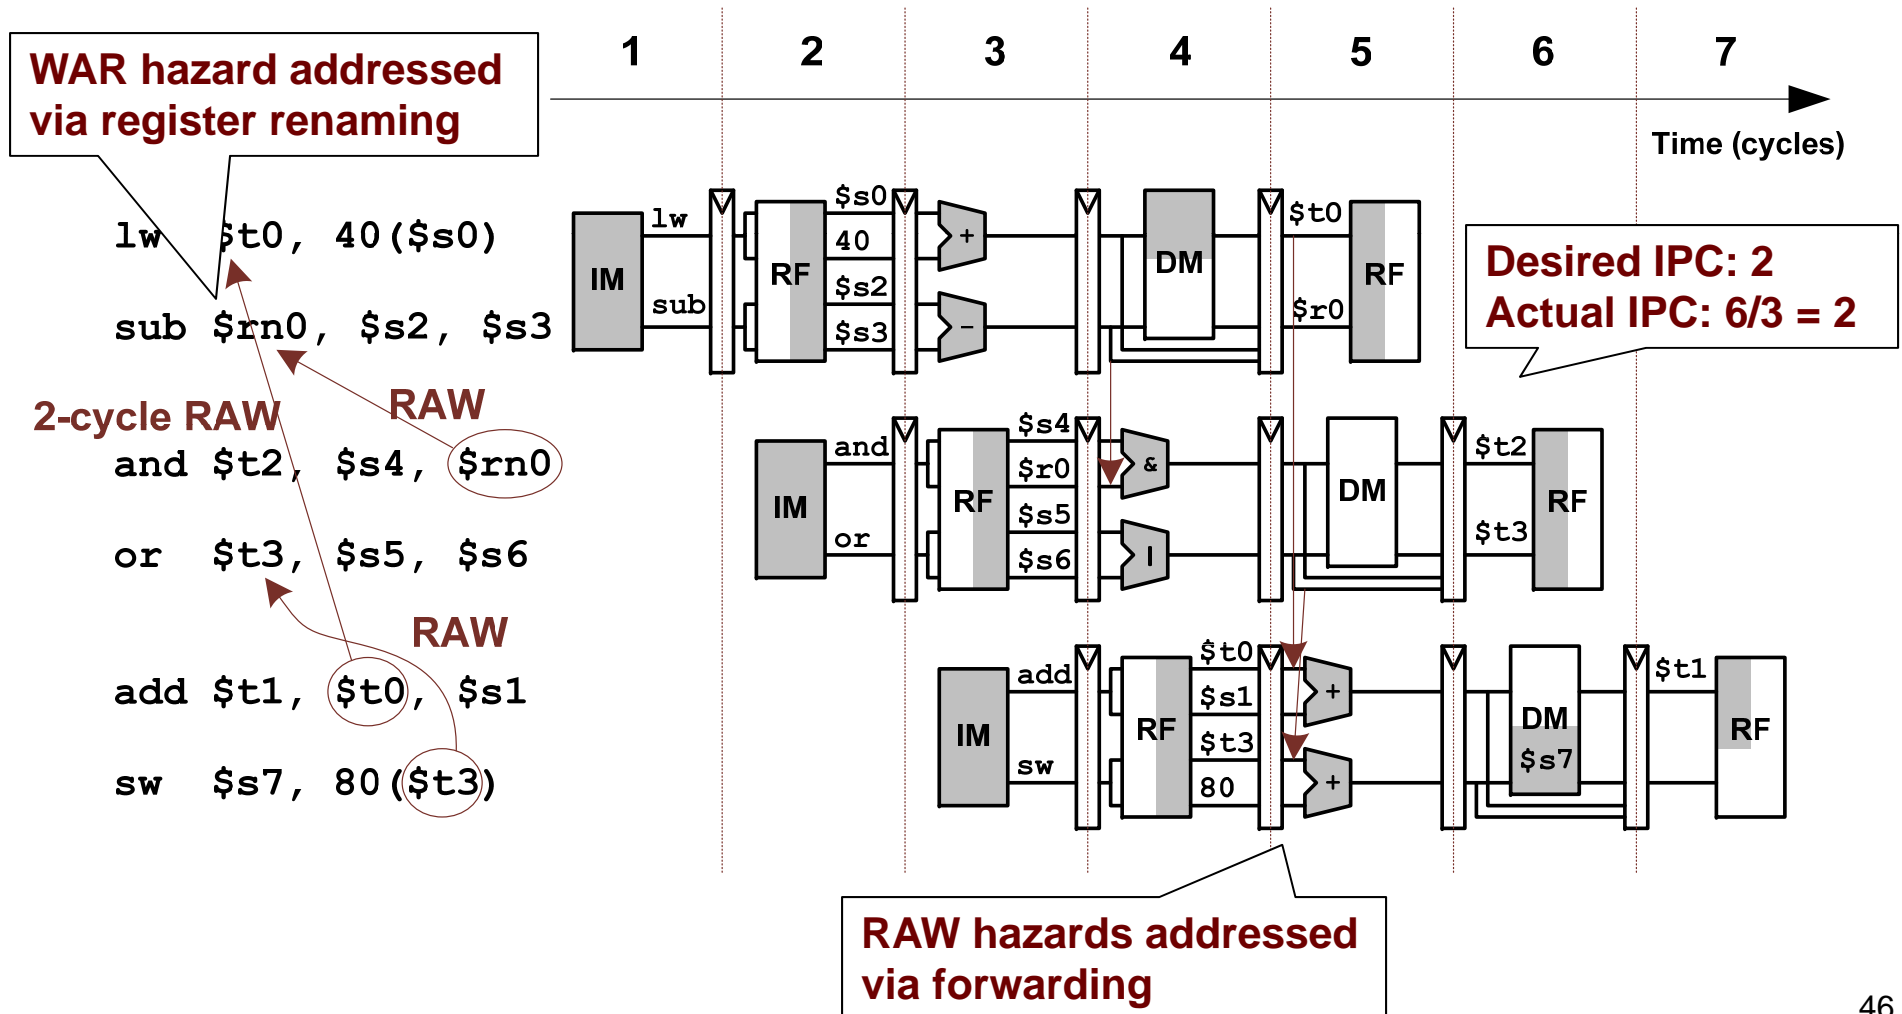 WAR hazard addressed
via register renaming
1 2 3 4 5 6 7
Time (cycles)
lw $t0, 40($s0)
sub $rn0, $s2, $s3
2-cycle RAW
RAW
and $t2, $s4, $rn0
or $t3, $s5, $s6
RAW
add $t1, $t0, $s1
sw $s7, 80($t3)
IM
lw
sub
RF
$s0
40
$s2
$s3
+
-
DM
$t0
$r0
RF
Desired IPC: 2
Actual IPC: 6/3 = 2
IM
and
or
RF
$s4
$r0
$s5
$s6
&
|
DM
$t2
$t3
RF
IM
add
sw
RF
$t0
$s1
$t3
80
+
+
DM
$s7
$t1
RF
RAW hazards addressed
via forwarding
46